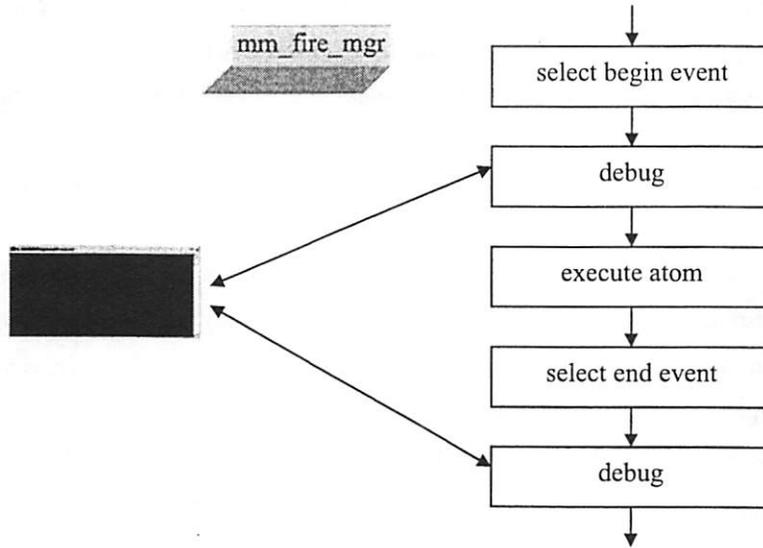 mm_fire_mgr
select begin event
debug
execute atom
select end event
debug